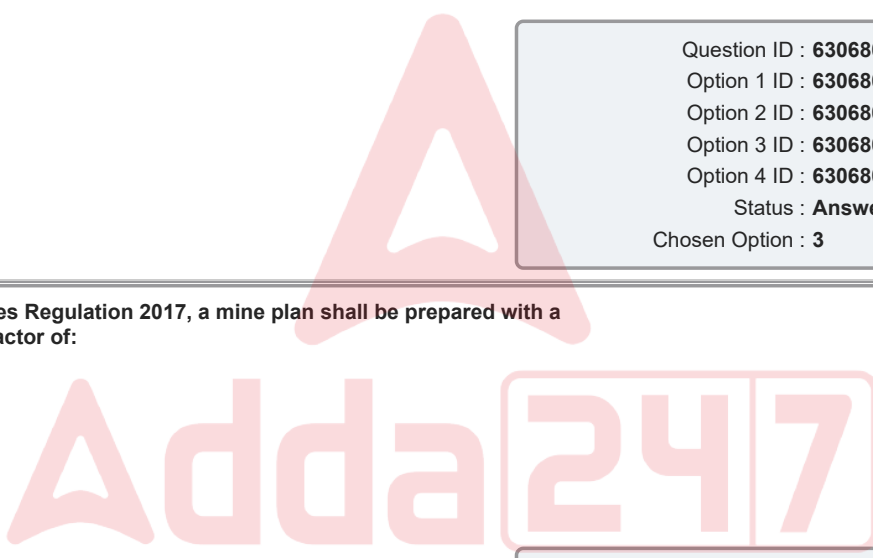 Question ID : 630680
Option 1 ID : 630680
Option 2 ID : 630680
Option 3 ID : 630680
Option 4 ID : 630680
Status : Answe
Chosen Option : 3
es Regulation 2017, a mine plan shall be prepared with a
actor of:
Adda247